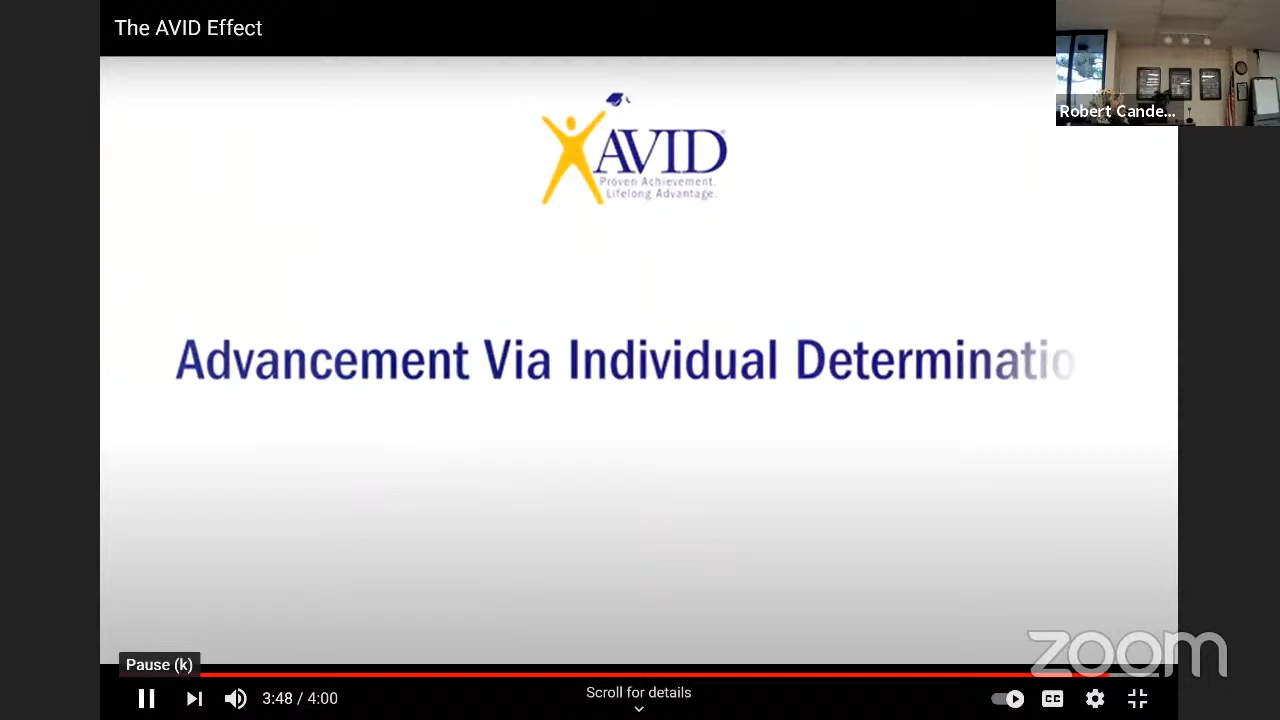 The AVID Effect
Robert Cande...
AVID
Proven Achievement.
Lifelong Advantage.
Advancement Via Individual Determinatio
zoom
Pause (k)
3:48 / 4:00
Scroll for details
CC